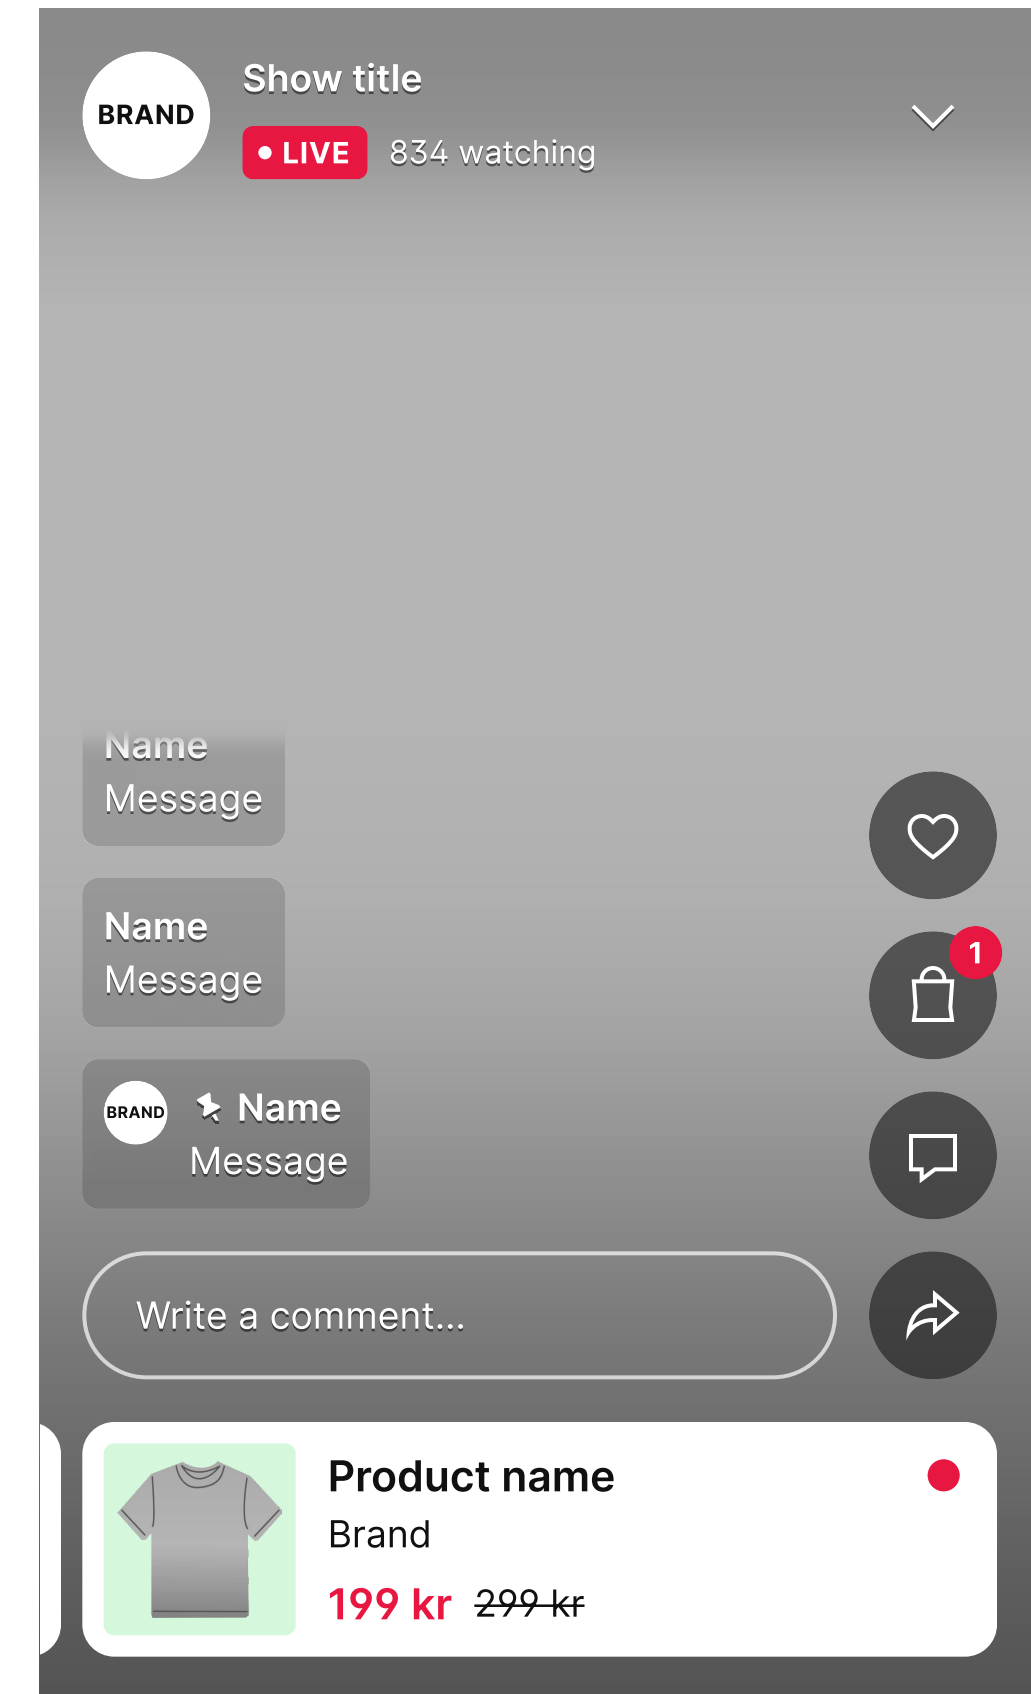 BRAND
Show title
LIVE
834 watching
Name
Message
Name
Message
1
BRAND
Name
Message
Write a comment...
Product name
Brand
199 kr 299 kr